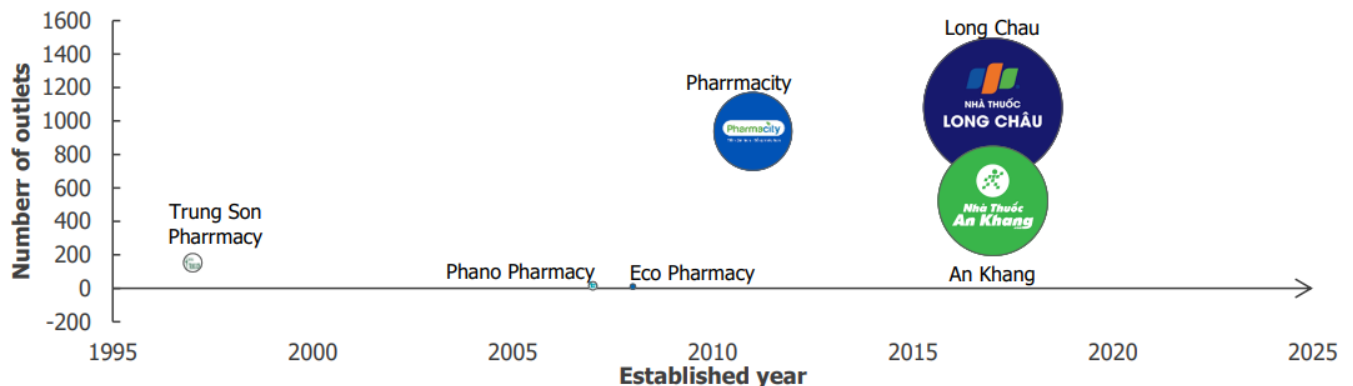 1600
1400
1200
1000
800
600
400
200
0
-200
Numberr of outlets
Trung Son
Pharrmacy
Phano Pharmacy
Eco Pharmacy
Pharrmacity
Pharmacity
Long Chau
NHÀ THUỐC
LONG CHÂU
Nhà Thuốc
An Khang
An Khang
1995 2000 2005 2010 2015 2020 2025
Established year